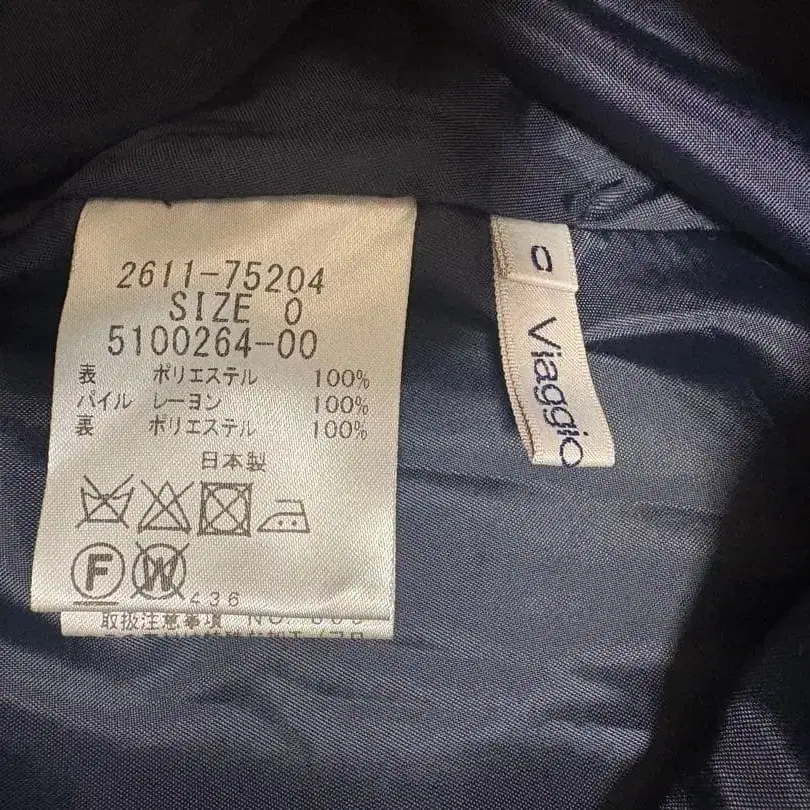 2611-75204
SIZE 0
5100264-00
表 ポリエステル 100%
パイル レーヨン 100%
裏 ポリエステル 100%
日本製
F
W
436
取扱注意事項
0
Viaggio